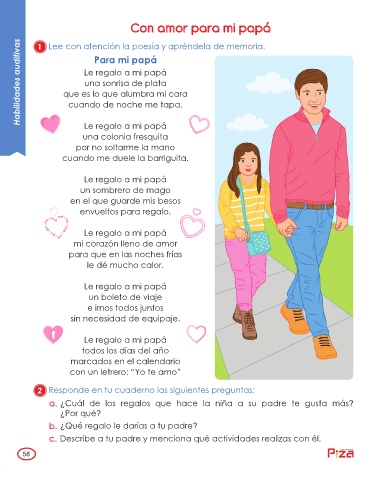 Con amor para mi papá
Habilidades auditivas
1 Lee con atención la poesía y apréndela de memoria.
Para mi papá
Le regalo a mi papá
una sonrisa de plata
que es lo que alumbra mi cara
cuando de noche me tapa.
Le regalo a mi papá
una colonia fresquita
por no soltarme la mano
cuando me duele la barriguita.
Le regalo a mi papá
un sombrero de mago
en el que guarde mis besos
envueltos para regalo.
Le regalo a mi papá
mi corazón lleno de amor
para que en las noches frías
le dé mucho calor.
Le regalo a mi papá
un boleto de viaje
e irnos todos juntos
sin necesidad de equipaje.
Le regalo a mi papá
todos los días del año
marcados en el calendario
con un letrero: “Yo te amo”
2 Responde en tu cuaderno las siguientes preguntas:
a. ¿Cuál de los regalos que hace la niña a su padre te gusta más?
¿Por qué?
b. ¿Qué regalo le darías a tu padre?
c. Describe a tu padre y menciona qué actividades realizas con él.
58